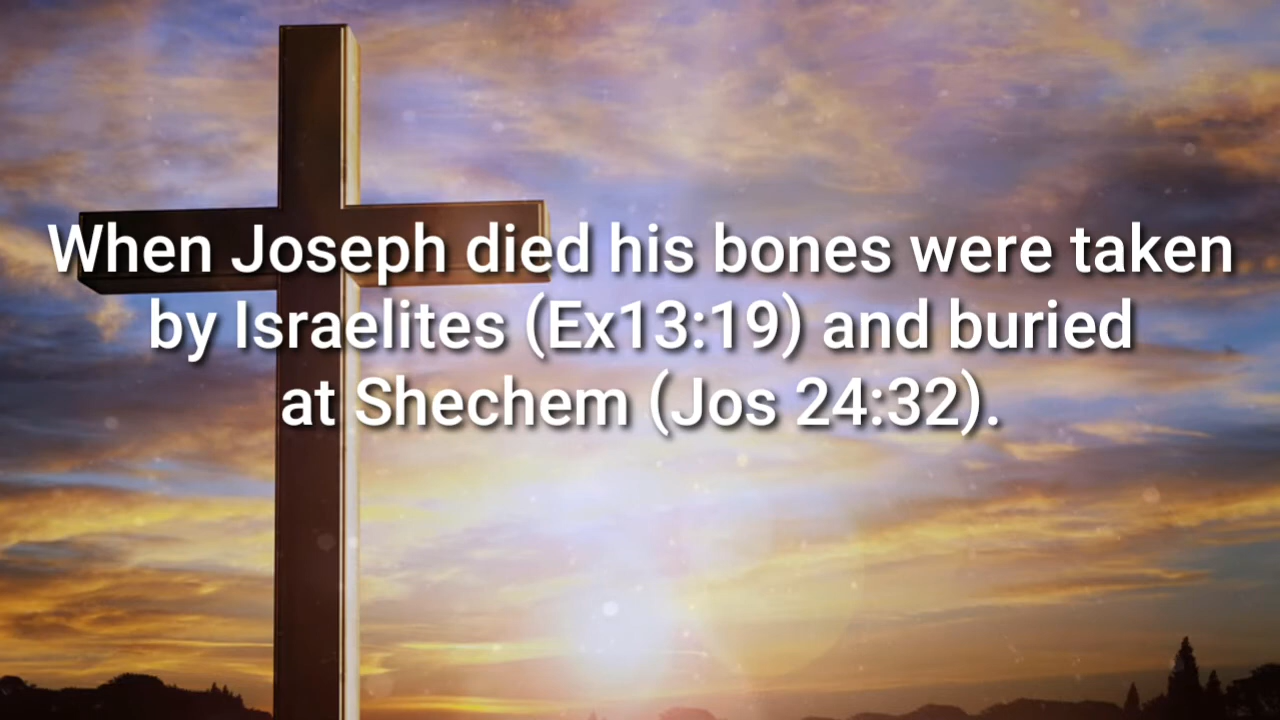 When Joseph died his bones were taken
by Israelites (Ex13:19) and buried
at Shechem (Jos 24:32).